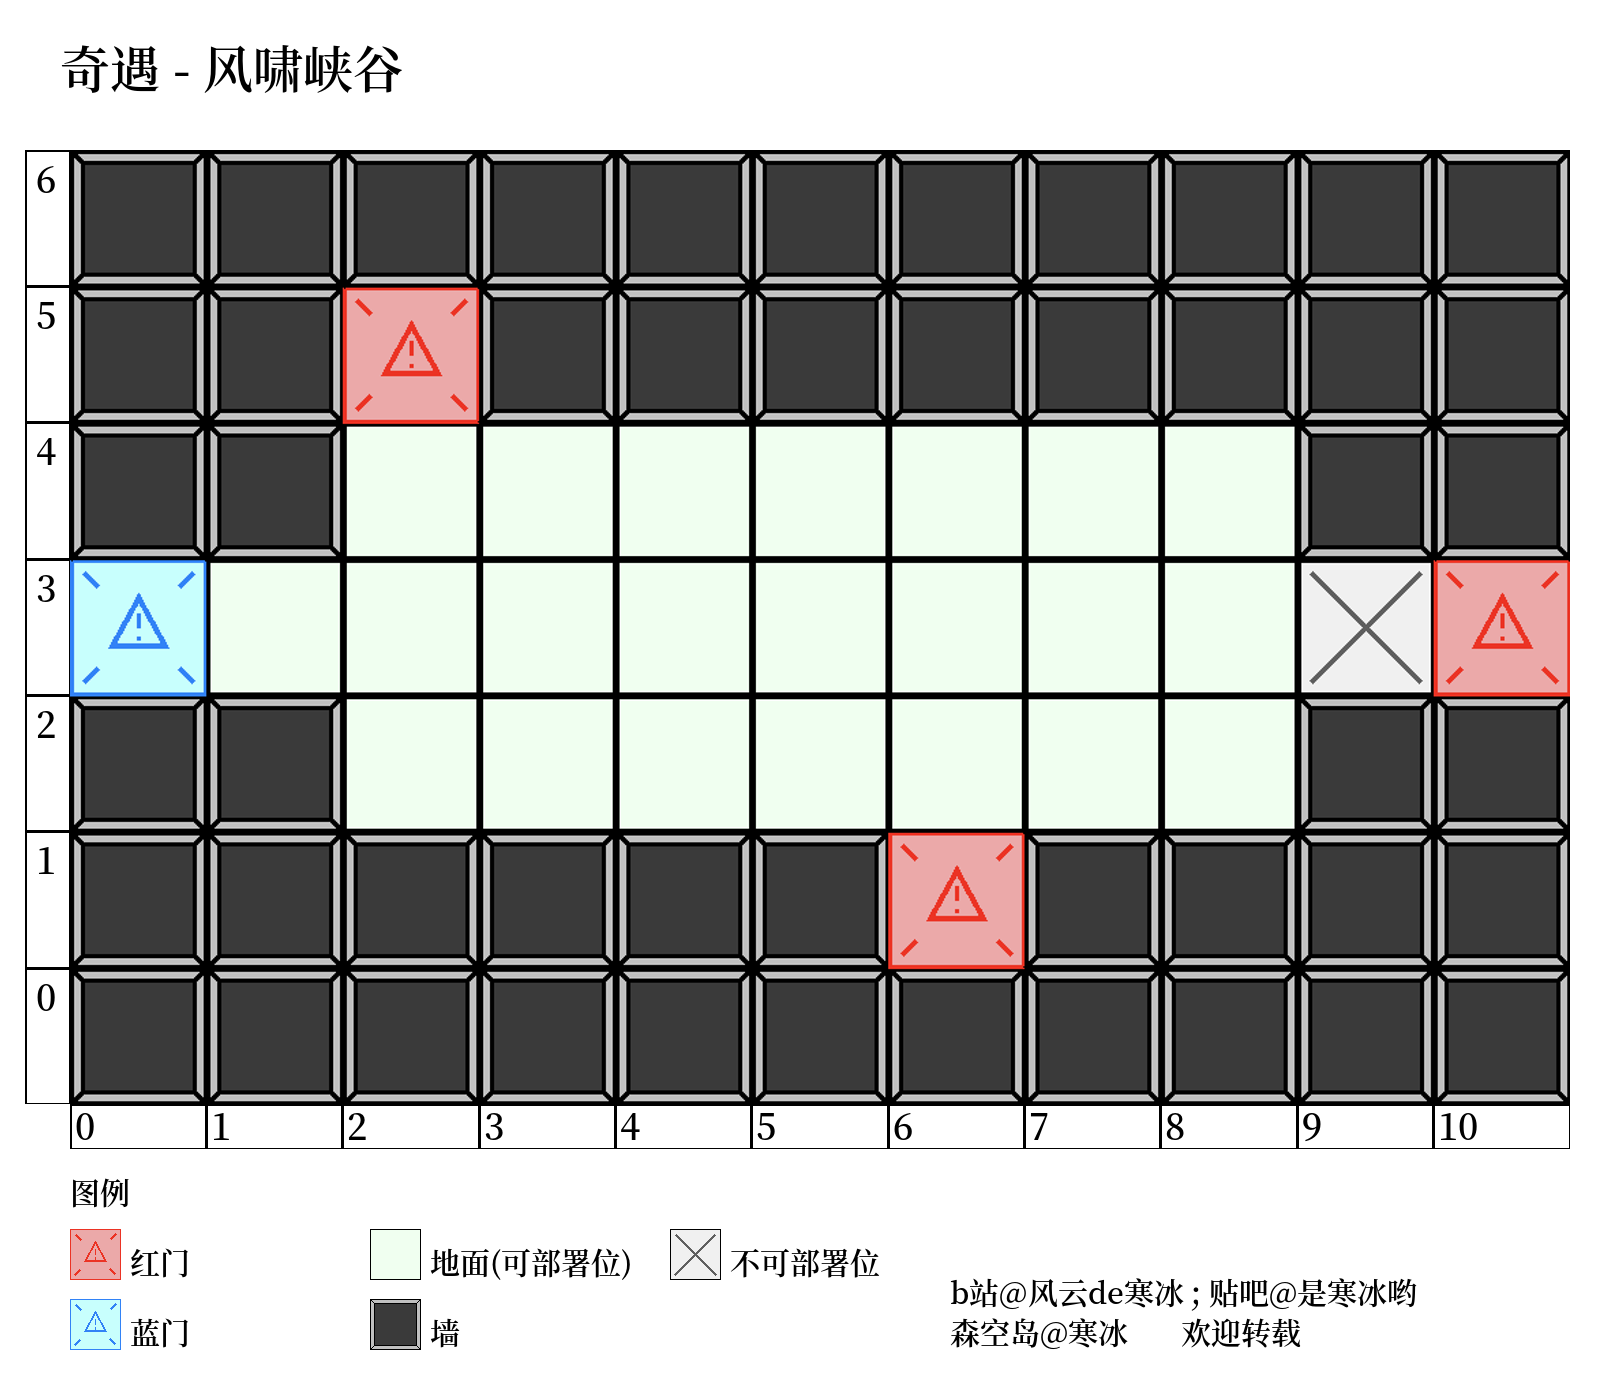 奇遇 - 风啸峡谷
6
5
4
3
2
1
0
0 1 2 3 4 5 6 7 8 9 10
图例
红门 地面(可部署位) 不可部署位
蓝门 墙
b站@风云de寒冰 ; 贴吧@是寒冰哟
森空岛@寒冰 欢迎转载